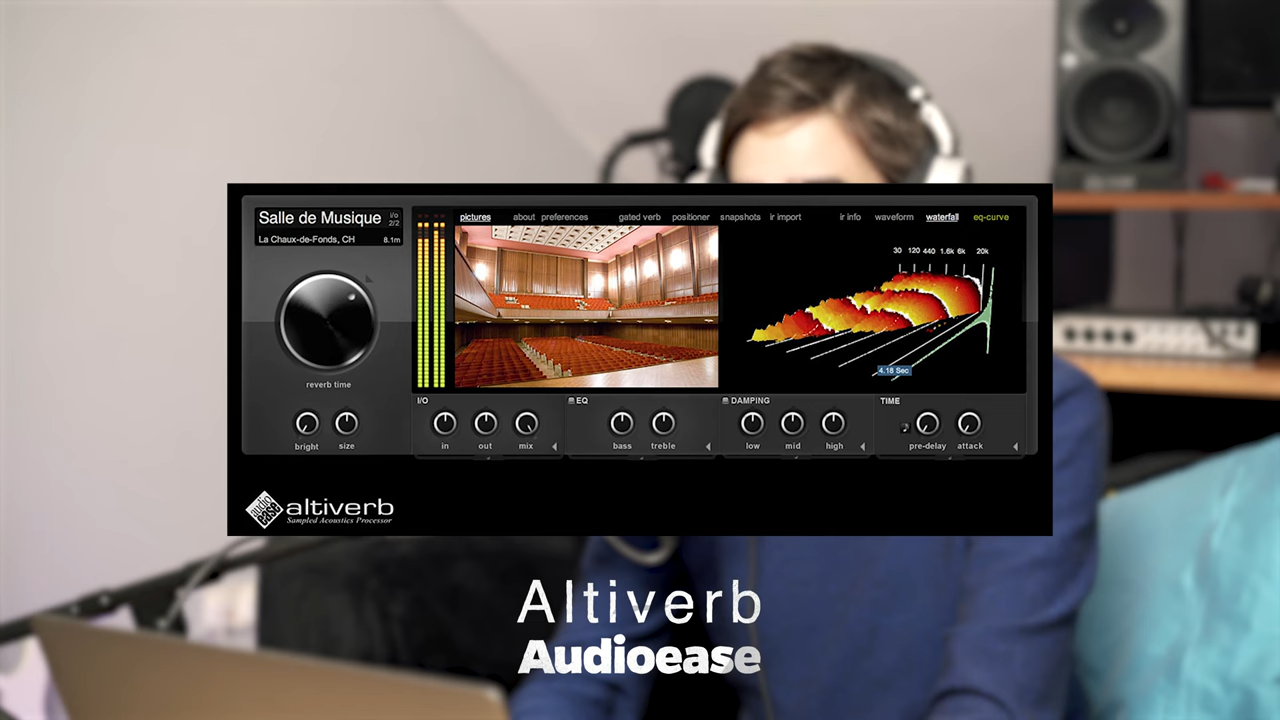 Salle de Musique i/o 2/2
La Chaux-de-Fonds, CH 8.1m
reverb time
bright size
pictures about preferences gated verb positioner snapshots ir import ir info waveform waterfall eq-curve
30 120 440 1.6k 6k 20k
4.18 Sec
I/O EQ DAMPING TIME
in out mix bass treble low mid high pre-delay attack
audio ease altiverb
Sampled Acoustics Processor
Altiverb
Audioease